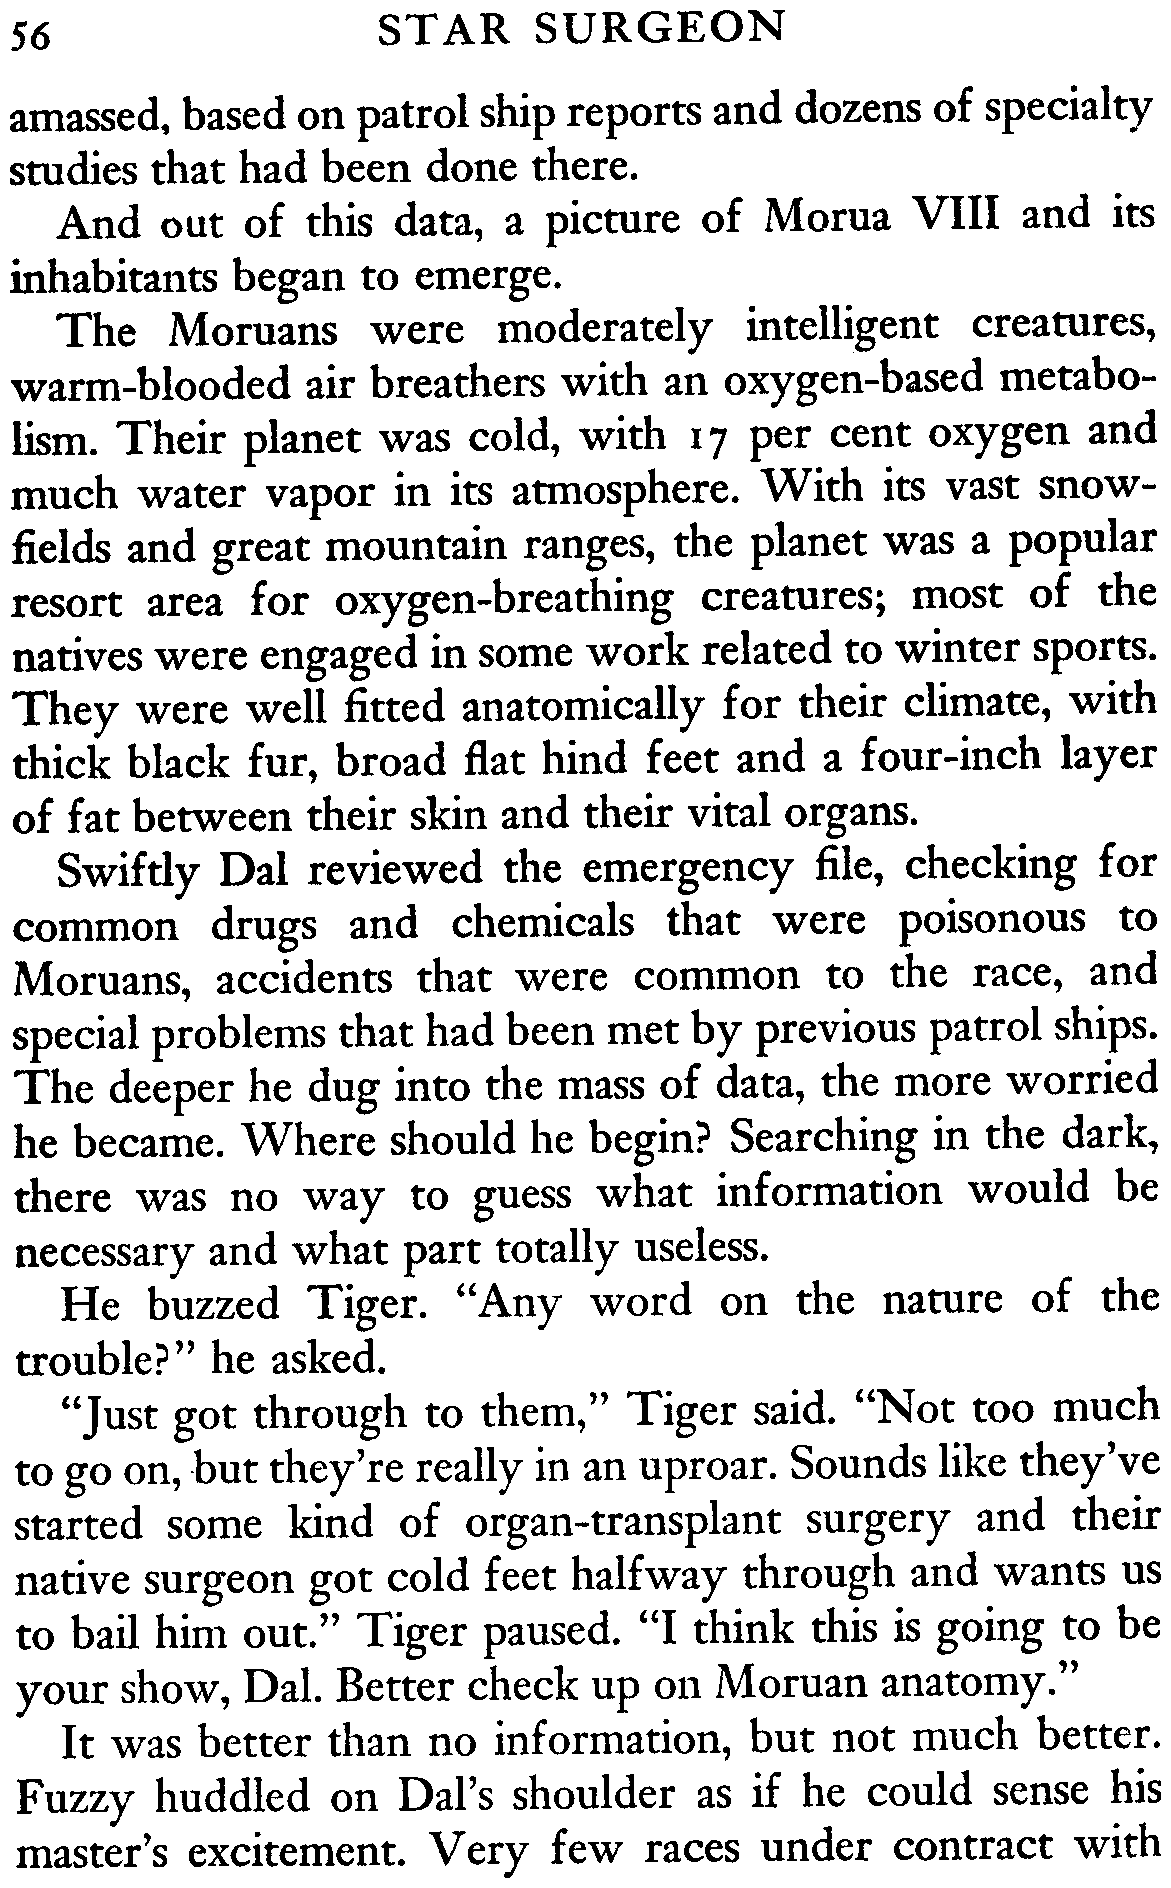 56 STAR SURGEON
amassed, based on patrol ship reports and dozens of specialty
studies that had been done there.
And out of this data, a picture of Morua VIII and its
inhabitants began to emerge.
The Moruans were moderately intelligent creatures,
warm-blooded air breathers with an oxygen-based metabo-
lism. Their planet was cold, with 17 per cent oxygen and
much water vapor in its atmosphere. With its vast snow-
fields and great mountain ranges, the planet was a popular
resort area for oxygen-breathing creatures; most of the
natives were engaged in some work related to winter sports.
They were well fitted anatomically for their climate, with
thick black fur, broad flat hind feet and a four-inch layer
of fat between their skin and their vital organs.
Swiftly Dal reviewed the emergency file, checking for
common drugs and chemicals that were poisonous to
Moruans, accidents that were common to the race, and
special problems that had been met by previous patrol ships.
The deeper he dug into the mass of data, the more worried
he became. Where should he begin? Searching in the dark,
there was no way to guess what information would be
necessary and what part totally useless.
He buzzed Tiger. “Any word on the nature of the
trouble?” he asked.
“Just got through to them,” Tiger said. “Not too much
to go on, but they’re really in an uproar. Sounds like they’ve
started some kind of organ-transplant surgery and their
native surgeon got cold feet halfway through and wants us
to bail him out.” Tiger paused. “I think this is going to be
your show, Dal. Better check up on Moruan anatomy.”
It was better than no information, but not much better.
Fuzzy huddled on Dal’s shoulder as if he could sense his
master’s excitement. Very few races under contract with